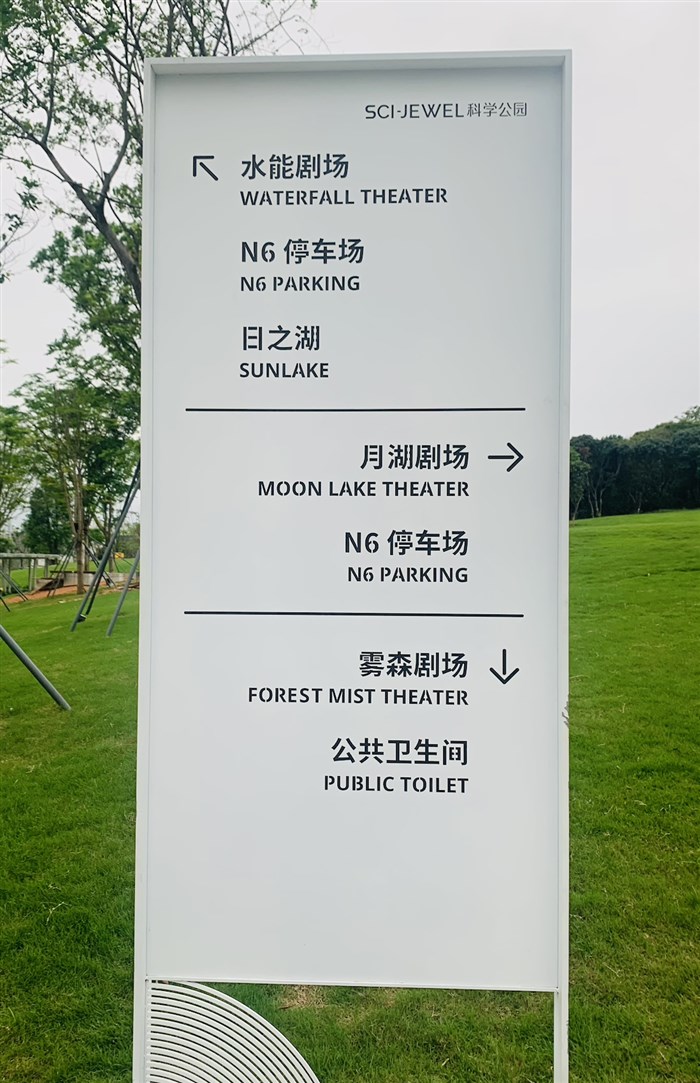 SCI-JEWEL科学公园
水能剧场
WATERFALL THEATER
N6 停车场
N6 PARKING
日之湖
SUNLAKE
月湖剧场
MOON LAKE THEATER
N6 停车场
N6 PARKING
雾森剧场
FOREST MIST THEATER
公共卫生间
PUBLIC TOILET